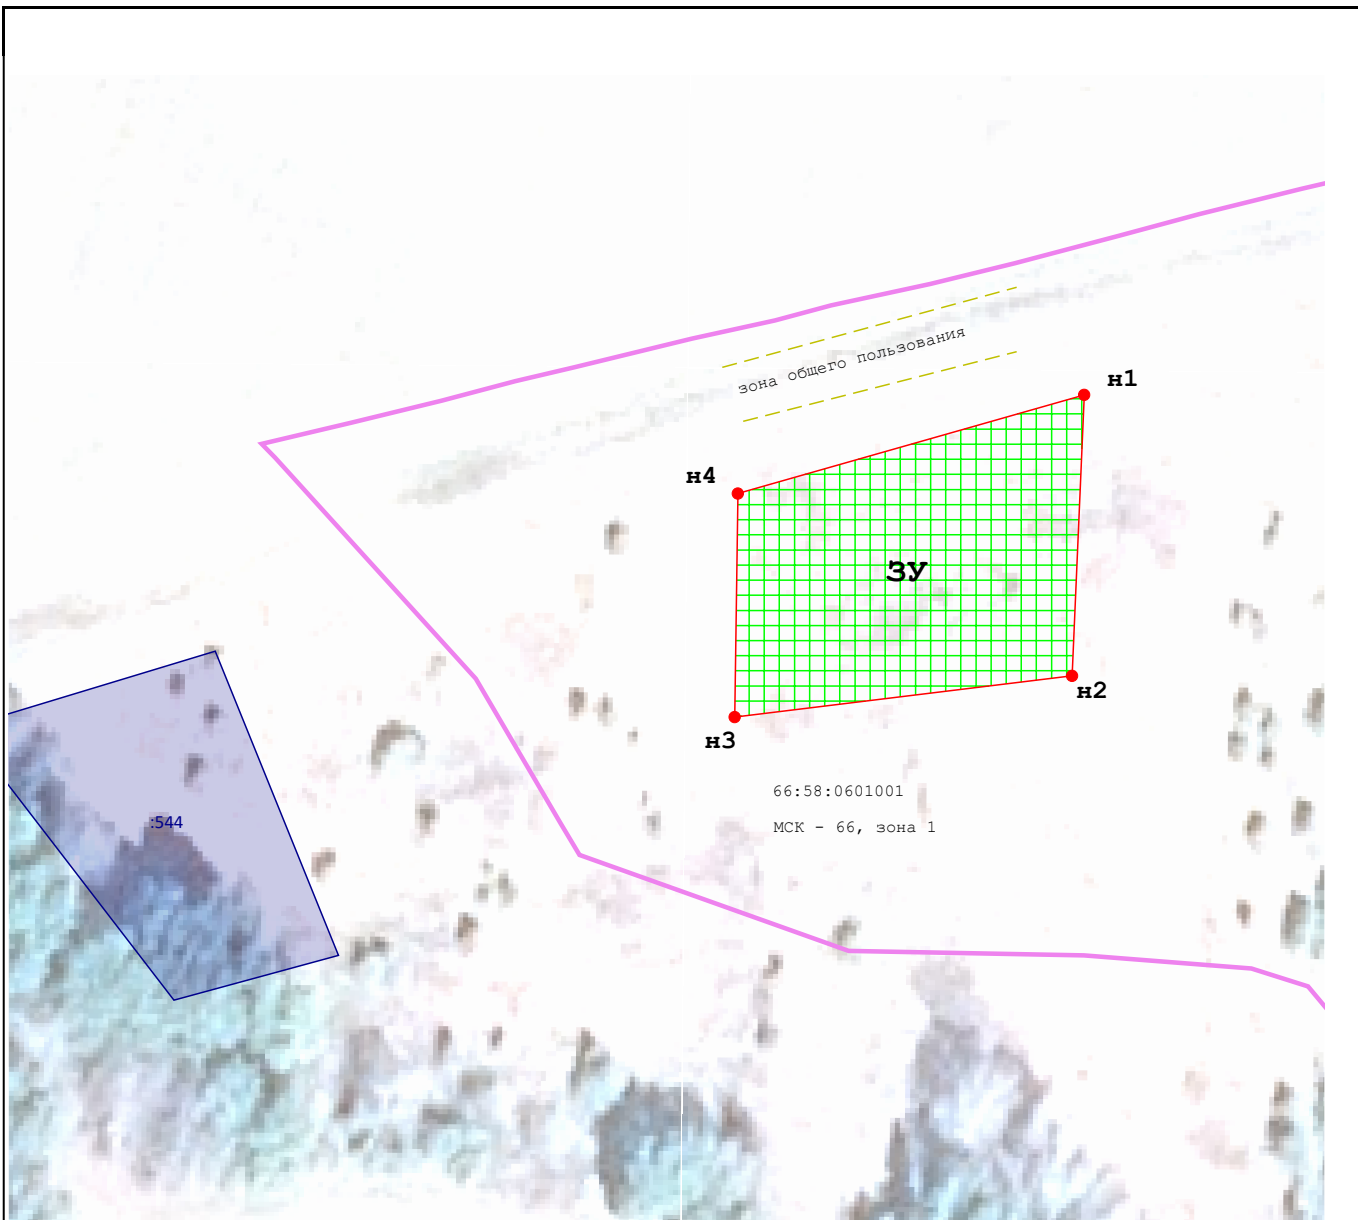 зона общего пользования
н1
н4
ЗУ
н2
н3
66:58:0601001
:544
МСК - 66, зона 1